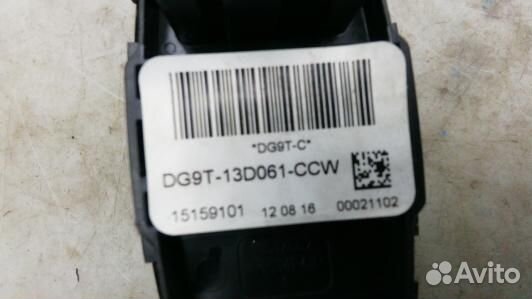 *DG9T-C*
DG9T-13D061-CCW
15159101 12 08 16 00021102
Avito